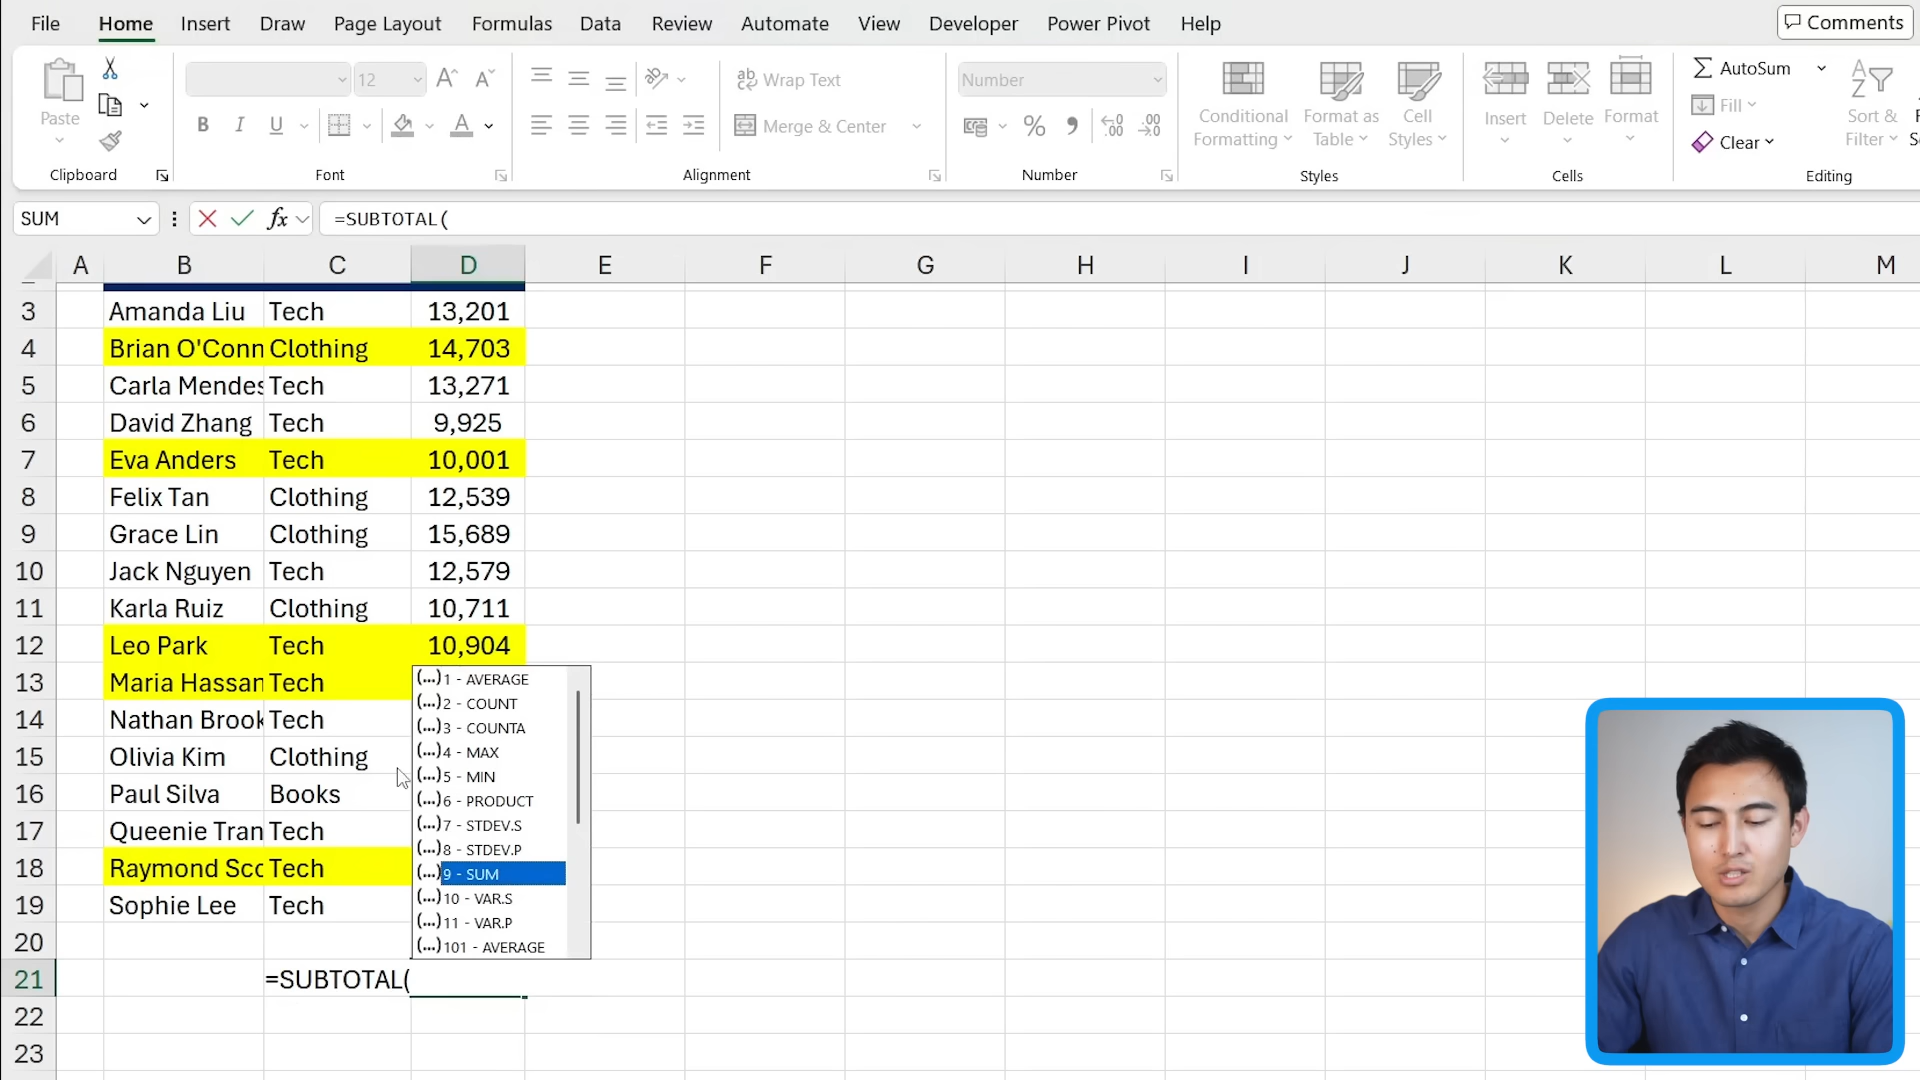 File Home Insert Draw Page Layout Formulas Data Review Automate View Developer Power Pivot Help Comments
Paste
12
Wrap Text
Merge & Center
Number
Conditional Formatting
Format as Table
Cell Styles
Insert
Delete
Format
AutoSum
Fill
Clear
Sort & Filter
Clipboard Font Alignment Number Styles Cells Editing
SUM =SUBTOTAL(
A B C D E F G H I J K L M
3 Amanda Liu Tech 13,201
4 Brian O'Conn Clothing 14,703
5 Carla Mendes Tech 13,271
6 David Zhang Tech 9,925
7 Eva Anders Tech 10,001
8 Felix Tan Clothing 12,539
9 Grace Lin Clothing 15,689
10 Jack Nguyen Tech 12,579
11 Karla Ruiz Clothing 10,711
12 Leo Park Tech 10,904
13 Maria Hassan Tech
14 Nathan Brook Tech
15 Olivia Kim Clothing
16 Paul Silva Books
17 Queenie Tran Tech
18 Raymond Sco Tech
19 Sophie Lee Tech
(...)1 - AVERAGE
(...)2 - COUNT
(...)3 - COUNTA
(...)4 - MAX
(...)5 - MIN
(...)6 - PRODUCT
(...)7 - STDEV.S
(...)8 - STDEV.P
(...)9 - SUM
(...)10 - VAR.S
(...)11 - VAR.P
(...)101 - AVERAGE
20
21 =SUBTOTAL(
22
23